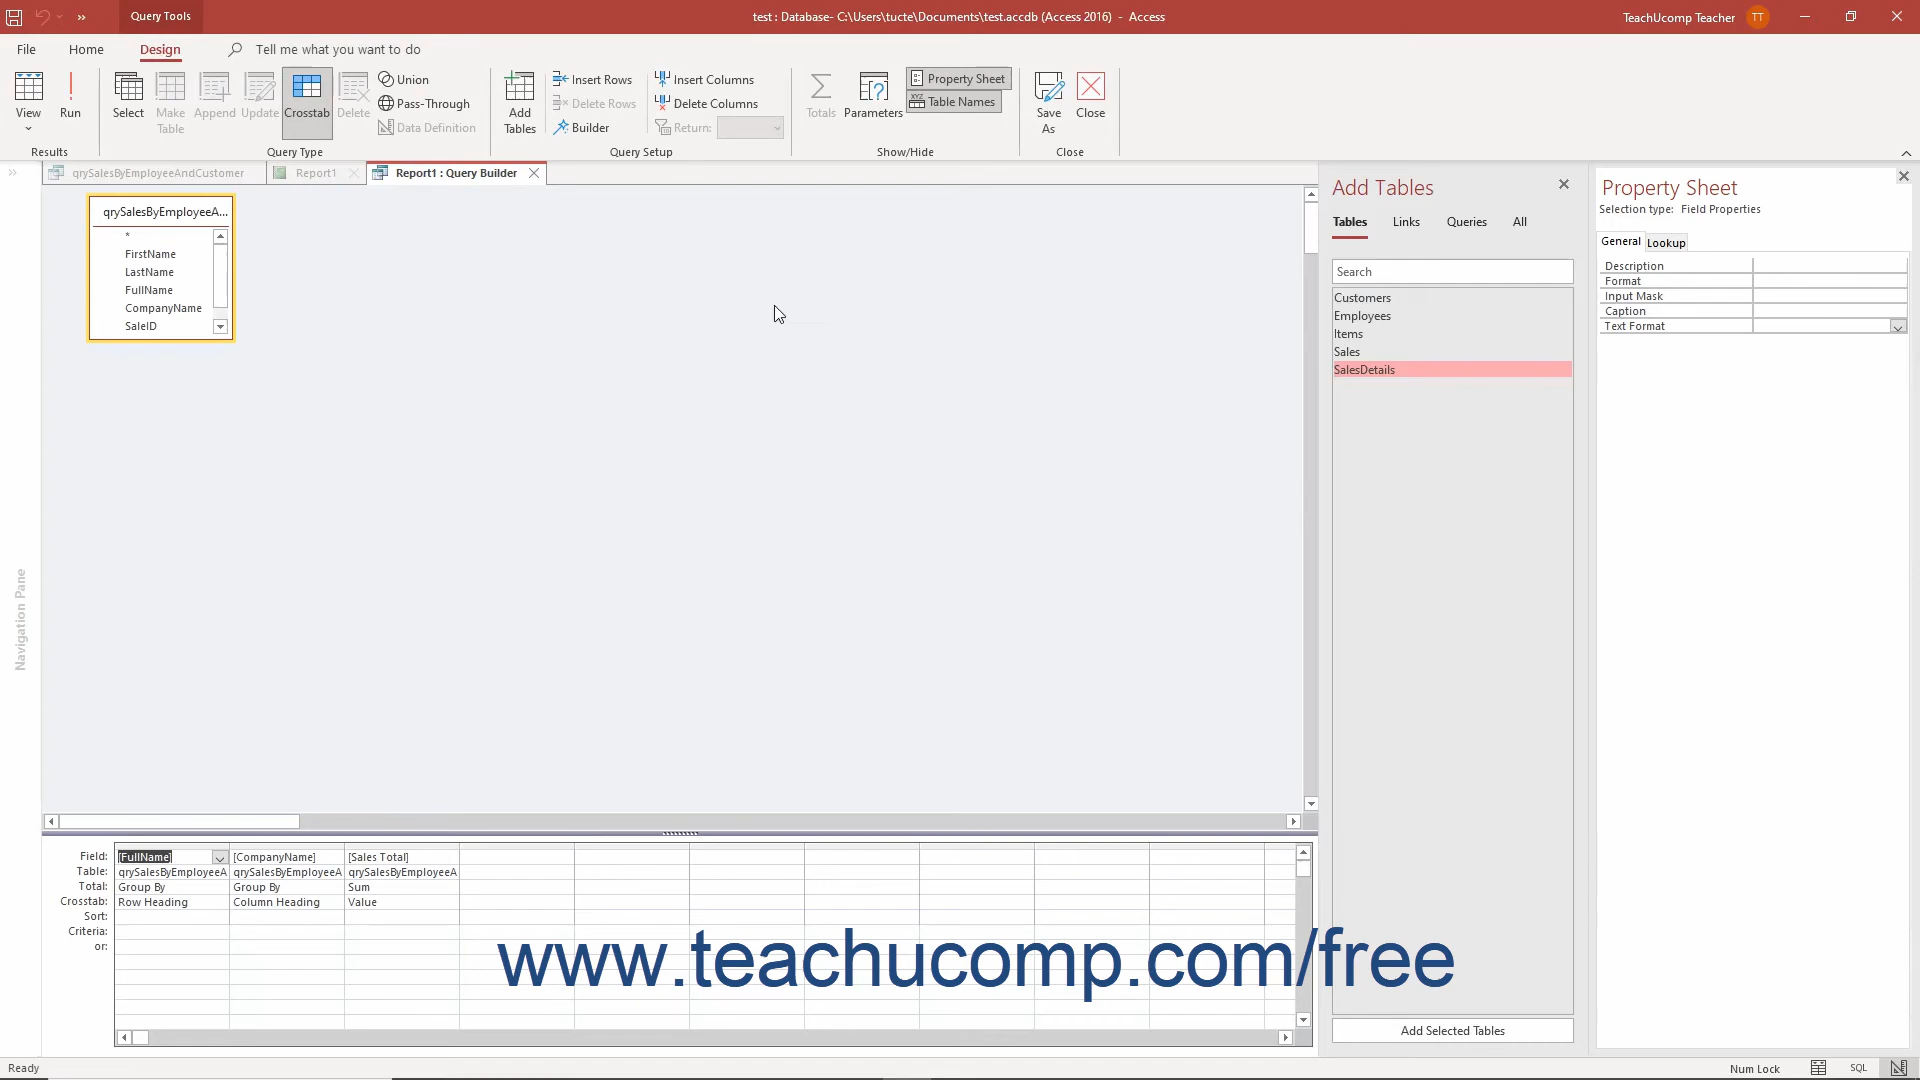 Query Tools
test : Database- C:\Users\tucte\Documents\test.accdb (Access 2016) - Access
TeachUcomp Teacher
TT
File
Home
Design
Tell me what you want to do
View
Run
Select
Make Table
Append
Update
Crosstab
Delete
Union
Pass-Through
Data Definition
Add Tables
Insert Rows
Delete Rows
Builder
Insert Columns
Delete Columns
Return:
Totals
Parameters
Property Sheet
XYZ Table Names
Save As
Close
Results
Query Type
Query Setup
Show/Hide
Close
qrySalesByEmployeeAndCustomer
Report1
Report1 : Query Builder
Navigation Pane
qrySalesByEmployeeA...
*
FirstName
LastName
FullName
CompanyName
SaleID
Add Tables
Tables
Links
Queries
All
Search
Customers
Employees
Items
Sales
SalesDetails
Add Selected Tables
Property Sheet
Selection type: Field Properties
General
Lookup
Description
Format
Input Mask
Caption
Text Format
Field: [FullName] [CompanyName] [Sales Total]
Table: qrySalesByEmployeeA qrySalesByEmployeeA qrySalesByEmployeeA
Total: Group By Group By Sum
Crosstab: Row Heading Column Heading Value
Sort:
Criteria:
or:
www.teachucomp.com/free
Ready
Num Lock
SQL